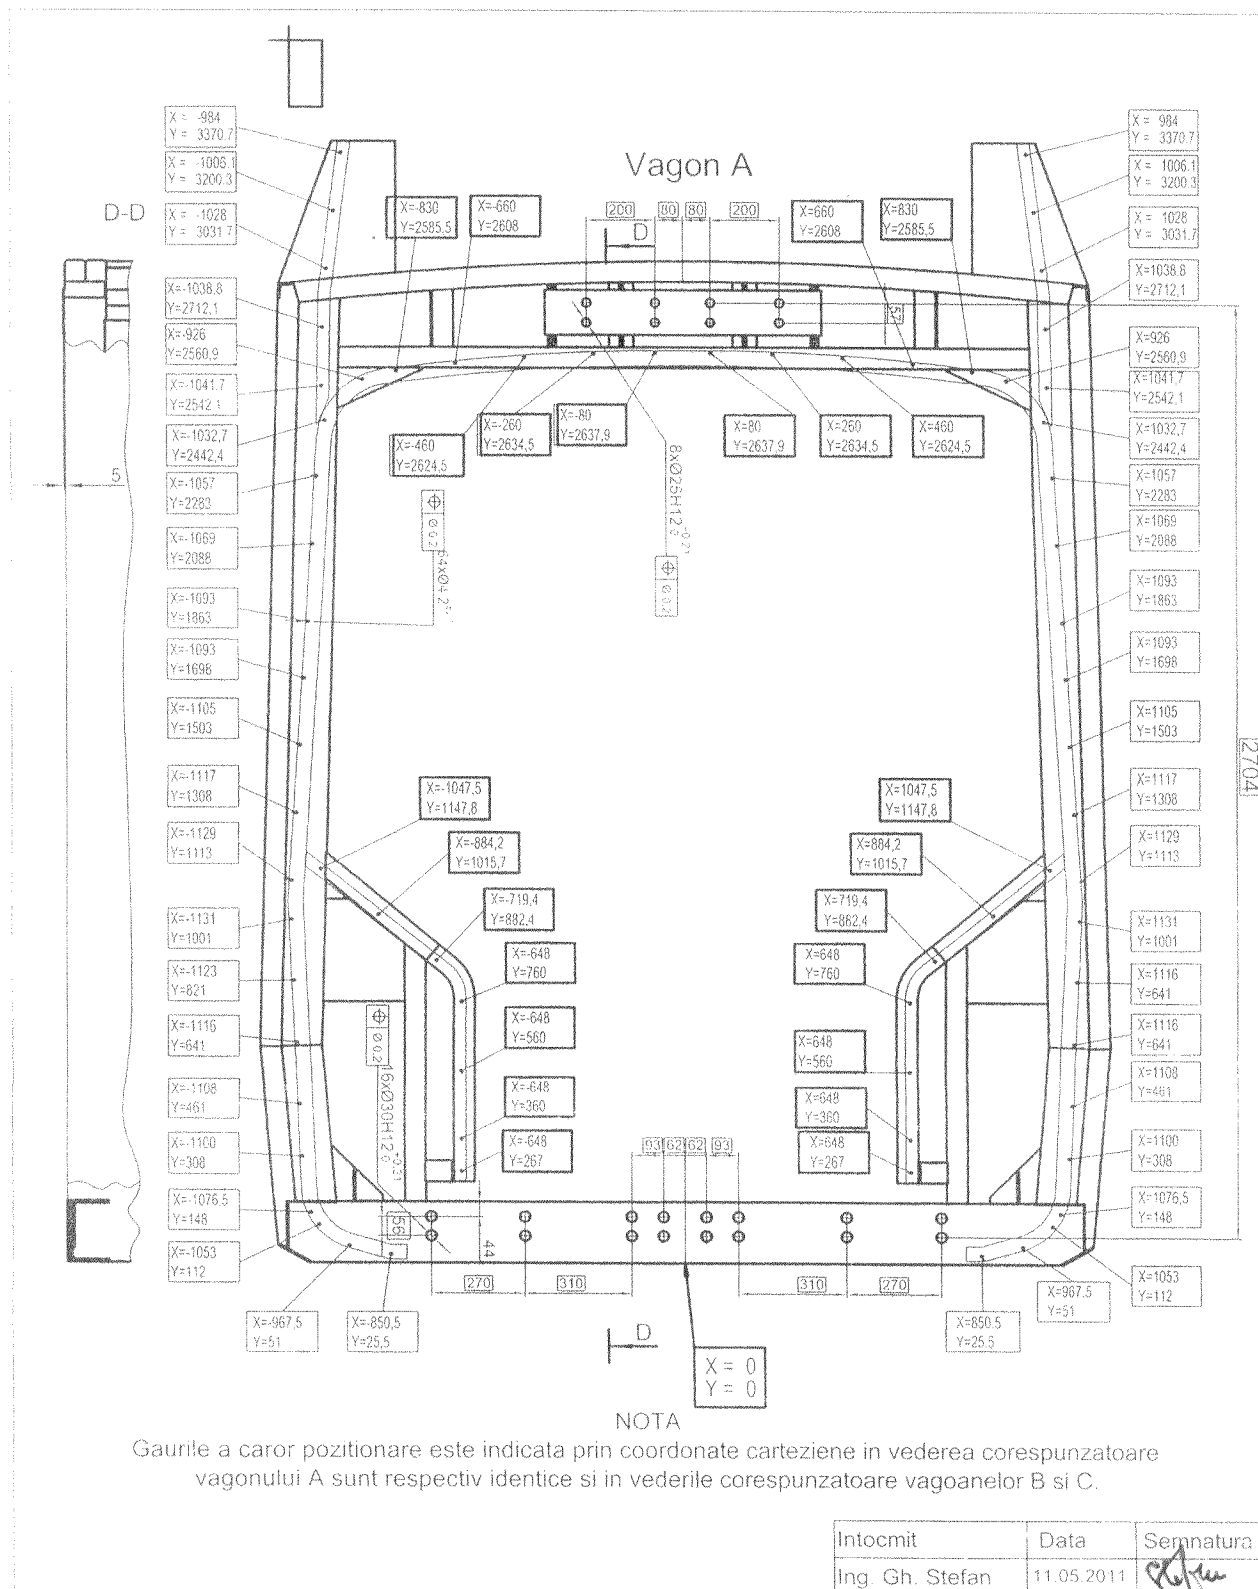 Vagon A
D-D
X = -984
Y = 3370.7
X = -1006.1
Y = 3200.3
X = -1028
Y = 3031.7
X=-1038,8
Y=2712,1
X=-926
Y=2560,9
X=-1041,7
Y=2542,1
X=-1032,7
Y=2442,4
X=-1057
Y=2283
X=-1069
Y=2088
X=-1093
Y=1863
X=-1093
Y=1698
X=-1105
Y=1503
X=-1117
Y=1308
X=-1129
Y=1113
X=-1131
Y=1001
X=-1123
Y=821
X=-1116
Y=641
X=-1108
Y=461
X=-1100
Y=308
X=-1076,5
Y=148
X=-1053
Y=112
X=-967,5
Y=51
X=-850,5
Y=25,5
X=-830
Y=2585,5
X=-660
Y=2608
200
80
80
200
D
X=660
Y=2608
X=830
Y=2585,5
57
X=-460
Y=2624,5
X=-260
Y=2634,5
X=-80
Y=2637,9
X=80
Y=2637,9
X=260
Y=2634,5
X=460
Y=2624,5
8xØ25H12
64xØ4,2
5
X=-1047,5
Y=1147,8
X=-884,2
Y=1015,7
X=-719,4
Y=882,4
X=-648
Y=760
X=-648
Y=560
X=-648
Y=360
X=-648
Y=267
X=1047,5
Y=1147,8
X=884,2
Y=1015,7
X=719,4
Y=882,4
X=648
Y=760
X=648
Y=560
X=648
Y=360
X=648
Y=267
16xØ30H12
93
62
62
93
56
44
270
310
310
270
D
X = 0
Y = 0
X = 984
Y = 3370.7
X = 1006.1
Y = 3200.3
X = 1028
Y = 3031.7
X=1038.8
Y=2712,1
X=926
Y=2560,9
X=1041,7
Y=2542,1
X=1032,7
Y=2442,4
X=1057
Y=2283
X=1069
Y=2088
X=1093
Y=1863
X=1093
Y=1698
X=1105
Y=1503
X=1117
Y=1308
X=1129
Y=1113
X=1131
Y=1001
X=1116
Y=641
X=1116
Y=641
X=1108
Y=461
X=1100
Y=308
X=1076,5
Y=148
X=1053
Y=112
X=967.5
Y=51
X=850.5
Y=25.5
2704
NOTA
Gaurile a caror pozitionare este indicata prin coordonate carteziene in vederea corespunzatoare
vagonului A sunt respectiv identice si in vederile corespunzatoare vagoanelor B si C.
Intocmit Data Semnatura
Ing. Gh. Stefan 11.05.2011